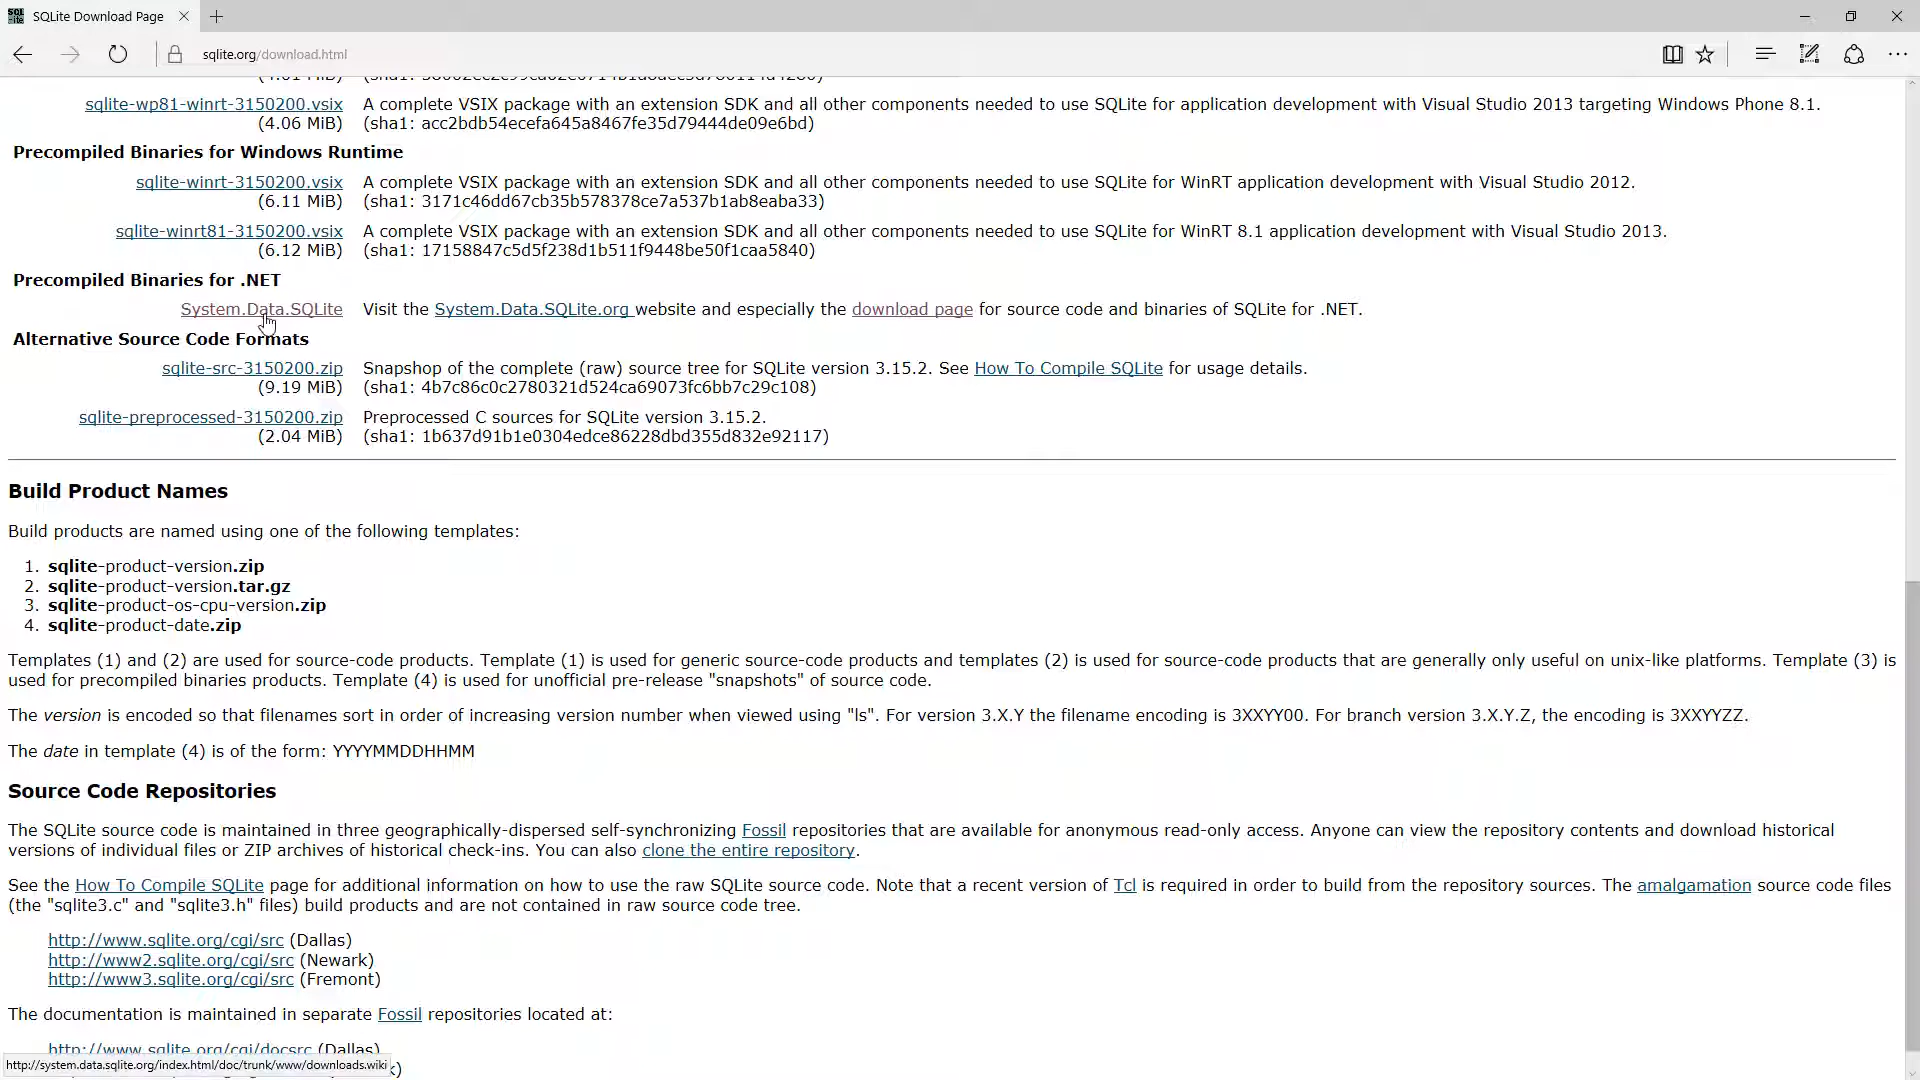 SQLite Download Page
sqlite.org/download.html
sqlite-wp81-winrt-3150200.vsix A complete VSIX package with an extension SDK and all other components needed to use SQLite for application development with Visual Studio 2013 targeting Windows Phone 8.1.
(4.06 MiB) (sha1: acc2bdb54ecefa645a8467fe35d79444de09e6bd)
Precompiled Binaries for Windows Runtime
sqlite-winrt-3150200.vsix A complete VSIX package with an extension SDK and all other components needed to use SQLite for WinRT application development with Visual Studio 2012.
(6.11 MiB) (sha1: 3171c46dd67cb35b578378ce7a537b1ab8eaba33)
sqlite-winrt81-3150200.vsix A complete VSIX package with an extension SDK and all other components needed to use SQLite for WinRT 8.1 application development with Visual Studio 2013.
(6.12 MiB) (sha1: 17158847c5d5f238d1b511f9448be50f1caa5840)
Precompiled Binaries for .NET
System.Data.SQLite Visit the System.Data.SQLite.org website and especially the download page for source code and binaries of SQLite for .NET.
Alternative Source Code Formats
sqlite-src-3150200.zip Snapshop of the complete (raw) source tree for SQLite version 3.15.2. See How To Compile SQLite for usage details.
(9.19 MiB) (sha1: 4b7c86c0c2780321d524ca69073fc6bb7c29c108)
sqlite-preprocessed-3150200.zip Preprocessed C sources for SQLite version 3.15.2.
(2.04 MiB) (sha1: 1b637d91b1e0304edce86228dbd355d832e92117)
Build Product Names
Build products are named using one of the following templates:
1. sqlite-product-version.zip
2. sqlite-product-version.tar.gz
3. sqlite-product-os-cpu-version.zip
4. sqlite-product-date.zip
Templates (1) and (2) are used for source-code products. Template (1) is used for generic source-code products and templates (2) is used for source-code products that are generally only useful on unix-like platforms. Template (3) is
used for precompiled binaries products. Template (4) is used for unofficial pre-release "snapshots" of source code.
The version is encoded so that filenames sort in order of increasing version number when viewed using "ls". For version 3.X.Y the filename encoding is 3XXYY00. For branch version 3.X.Y.Z, the encoding is 3XXYYZZ.
The date in template (4) is of the form: YYYYMMDDHHMM
Source Code Repositories
The SQLite source code is maintained in three geographically-dispersed self-synchronizing Fossil repositories that are available for anonymous read-only access. Anyone can view the repository contents and download historical
versions of individual files or ZIP archives of historical check-ins. You can also clone the entire repository.
See the How To Compile SQLite page for additional information on how to use the raw SQLite source code. Note that a recent version of Tcl is required in order to build from the repository sources. The amalgamation source code files
(the "sqlite3.c" and "sqlite3.h" files) build products and are not contained in raw source code tree.
http://www.sqlite.org/cgi/src (Dallas)
http://www2.sqlite.org/cgi/src (Newark)
http://www3.sqlite.org/cgi/src (Fremont)
The documentation is maintained in separate Fossil repositories located at:
http://www.sqlite.org/cgi/docsrc (Dallas)
http://system.data.sqlite.org/index.html/doc/trunk/www/downloads.wiki